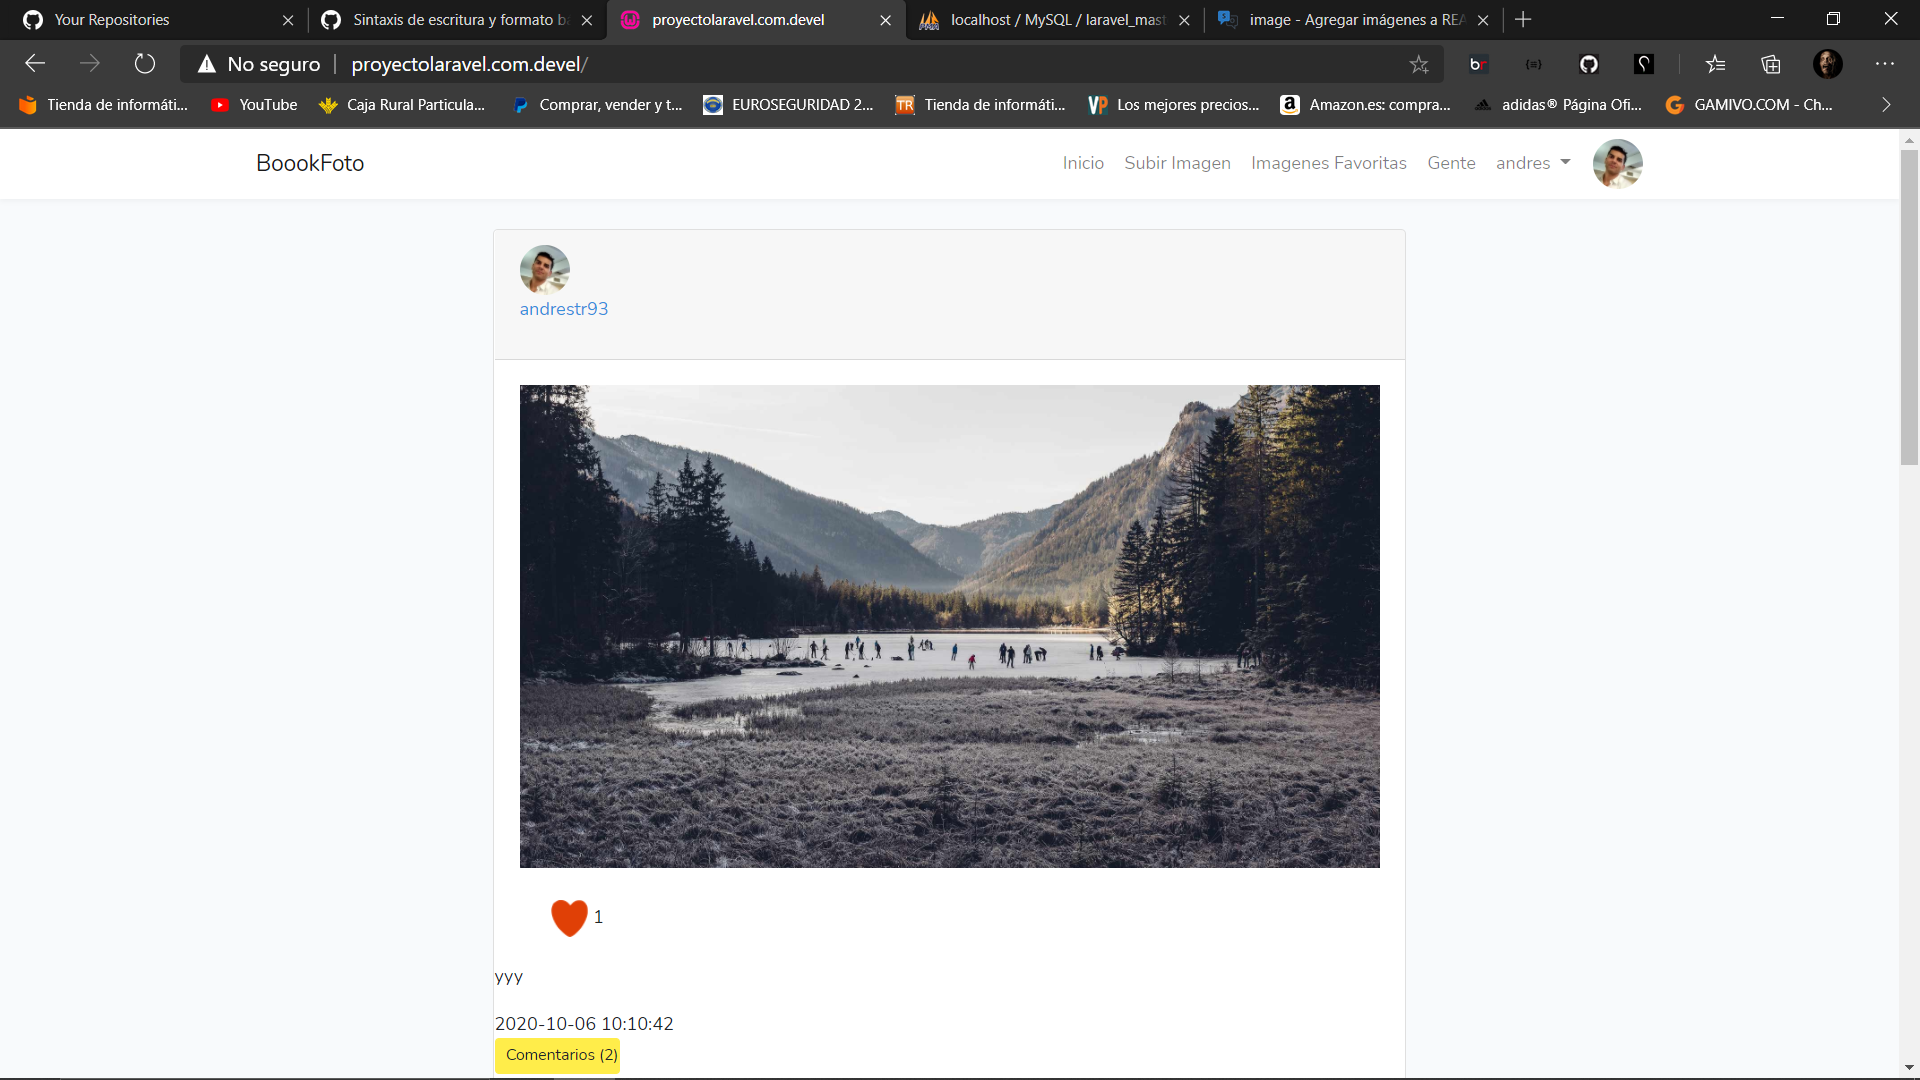 Your Repositories
Sintaxis de escritura y formato b
proyectolaravel.com.devel
localhost / MySQL / laravel_mast
image - Agregar imágenes a REA
No seguro
proyectolaravel.com.devel/
Tienda de informáti...
YouTube
Caja Rural Particula...
Comprar, vender y t...
EUROSEGURIDAD 2...
TR
Tienda de informáti...
VP
Los mejores precios...
Amazon.es: compra...
adidas® Página Ofi...
GAMIVO.COM - Ch...
BoookFoto
Inicio
Subir Imagen
Imagenes Favoritas
Gente
andres
andrestr93
1
yyy
2020-10-06 10:10:42
Comentarios (2)